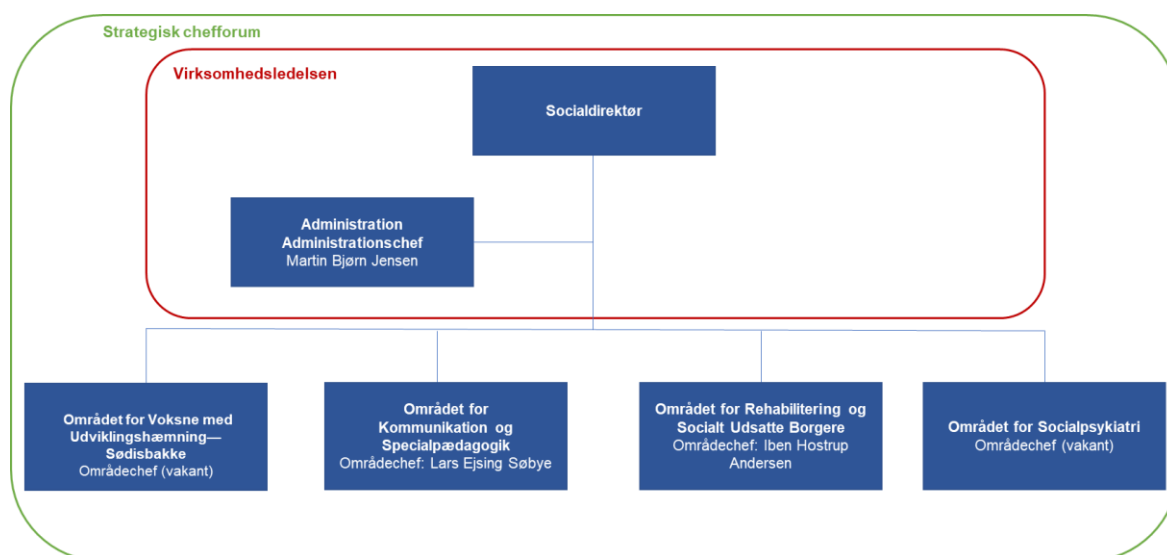 Strategisk chefforum
Virksomhedsledelsen
Socialdirektør
Administration
Administrationschef
Martin Bjørn Jensen
Området for Voksne med
Udviklingshæmning—
Sødisbakke
Områdechef (vakant)
Området for
Kommunikation og
Specialpædagogik
Områdechef: Lars Ejsing Søbye
Området for Rehabilitering og
Socialt Udsatte Borgere
Områdechef: Iben Hostrup
Andersen
Området for Socialpsykiatri
Områdechef (vakant)